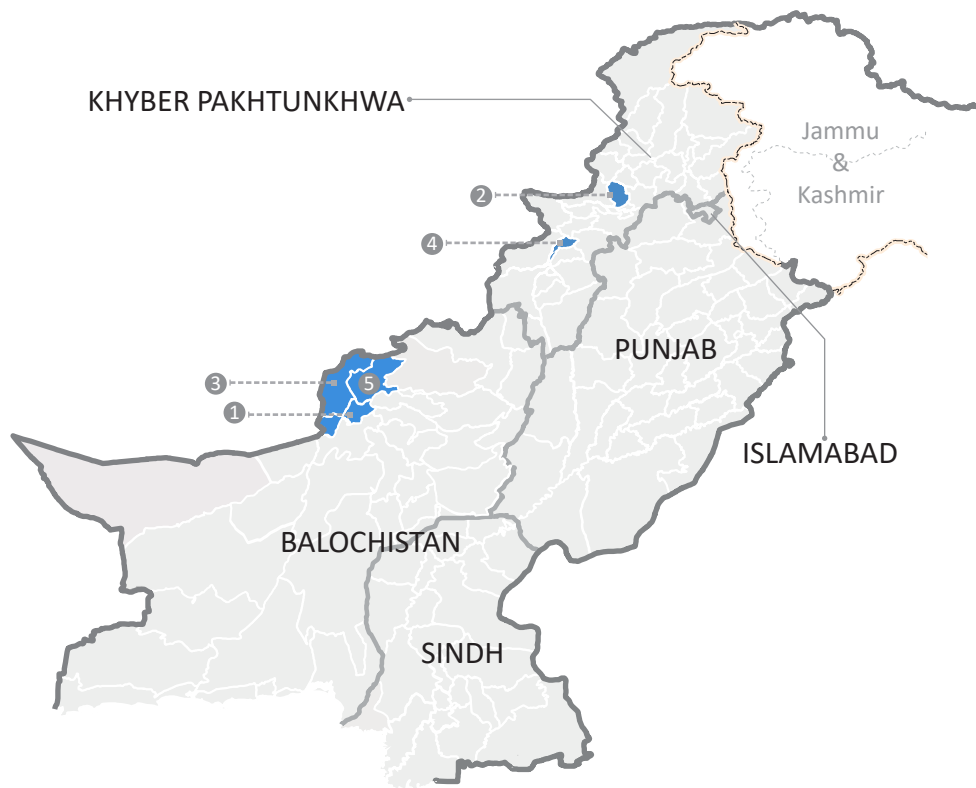 KHYBER PAKHTUNKHWA
Jammu
&
Kashmir
2
4
PUNJAB
3
5
1
ISLAMABAD
BALOCHISTAN
SINDH